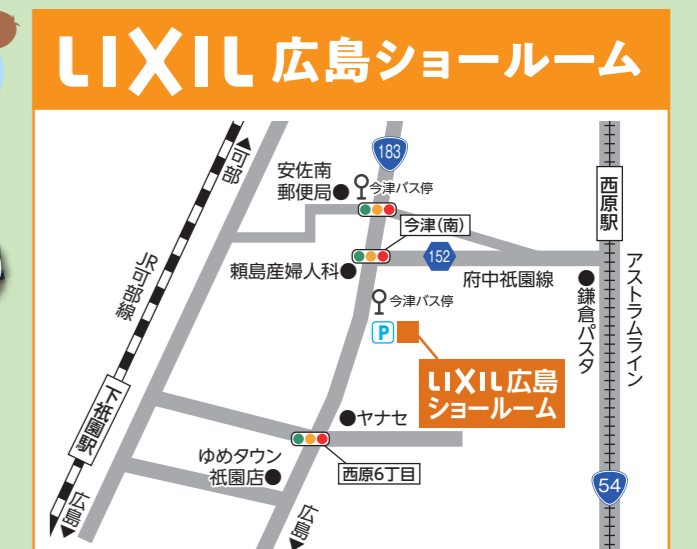 LIXIL 広島ショールーム
183
安佐南
郵便局
今津バス停
今津(南)
可部
JR可部線
頼島産婦人科
152
府中祇園線
西原駅
アストラムライン
鎌倉パスタ
今津バス停
P
LIXIL広島
ショールーム
下祇園駅
ヤナセ
ゆめタウン
祇園店
西原6丁目
54
広島
広島